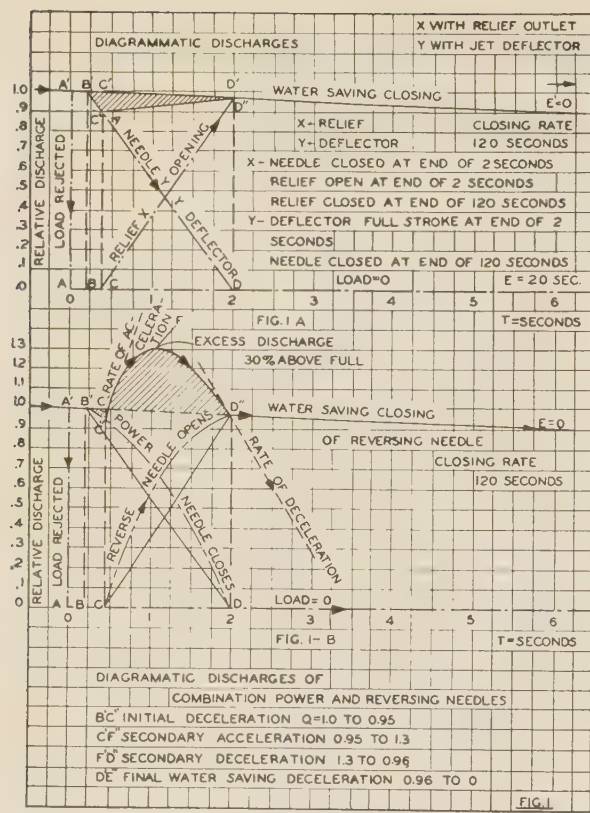 X WITH RELIEF OUTLET
DIAGRAMMATIC DISCHARGES
Y WITH JET DEFLECTOR
A' B' C' D'
WATER SAVING CLOSING
E'=0
1.0
.9
.8
.7
.6
.5
.4
.3
.2
.1
.0
RELATIVE DISCHARGE
LOAD REJECTED
C" A D"
NEEDLE Y OPENING
RELIEF X
Y DEFLECTOR
X-RELIEF CLOSING RATE
Y-DEFLECTOR 120 SECONDS
X-NEEDLE CLOSED AT END OF 2 SECONDS
RELIEF OPEN AT END OF 2 SECONDS
RELIEF CLOSED AT END OF 120 SECONDS
Y-DEFLECTOR FULL STROKE AT END OF 2
SECONDS
NEEDLE CLOSED AT END OF 120 SECONDS
A B C D
LOAD=0
E=20 SEC.
0 1 2 3 4 5 6
FIG. I A
T=SECONDS
1.3
1.2
1.1
1.0
.9
.8
.7
.6
.5
.4
.3
.2
.1
0
RELATIVE DISCHARGE
LOAD REJECTED
RATE OF AC-
CELERA-
TION F
EXCESS DISCHARGE
30% ABOVE FULL
A' B' C' D"
WATER SAVING CLOSING
E=0
OF REVERSING NEEDLE
CLOSING RATE
120 SECONDS
POWER
NEEDLE CLOSES
REVERSE NEEDLE OPENS
RATE OF DECELERATION
A B C D
LOAD=0
0 1 2 3 4 5 6
FIG. I-B
T=SECONDS
DIAGRAMATIC DISCHARGES OF
COMBINATION POWER AND REVERSING NEEDLES
B'C" INITIAL DECELERATION Q=1.0 TO 0.95
C'F' SECONDARY ACCELERATION 0.95 TO 1.3
F'D" SECONDARY DECELERATION 1.3 TO 0.96
D'E" FINAL WATER SAVING DECELERATION 0.96 TO 0
FIG. I